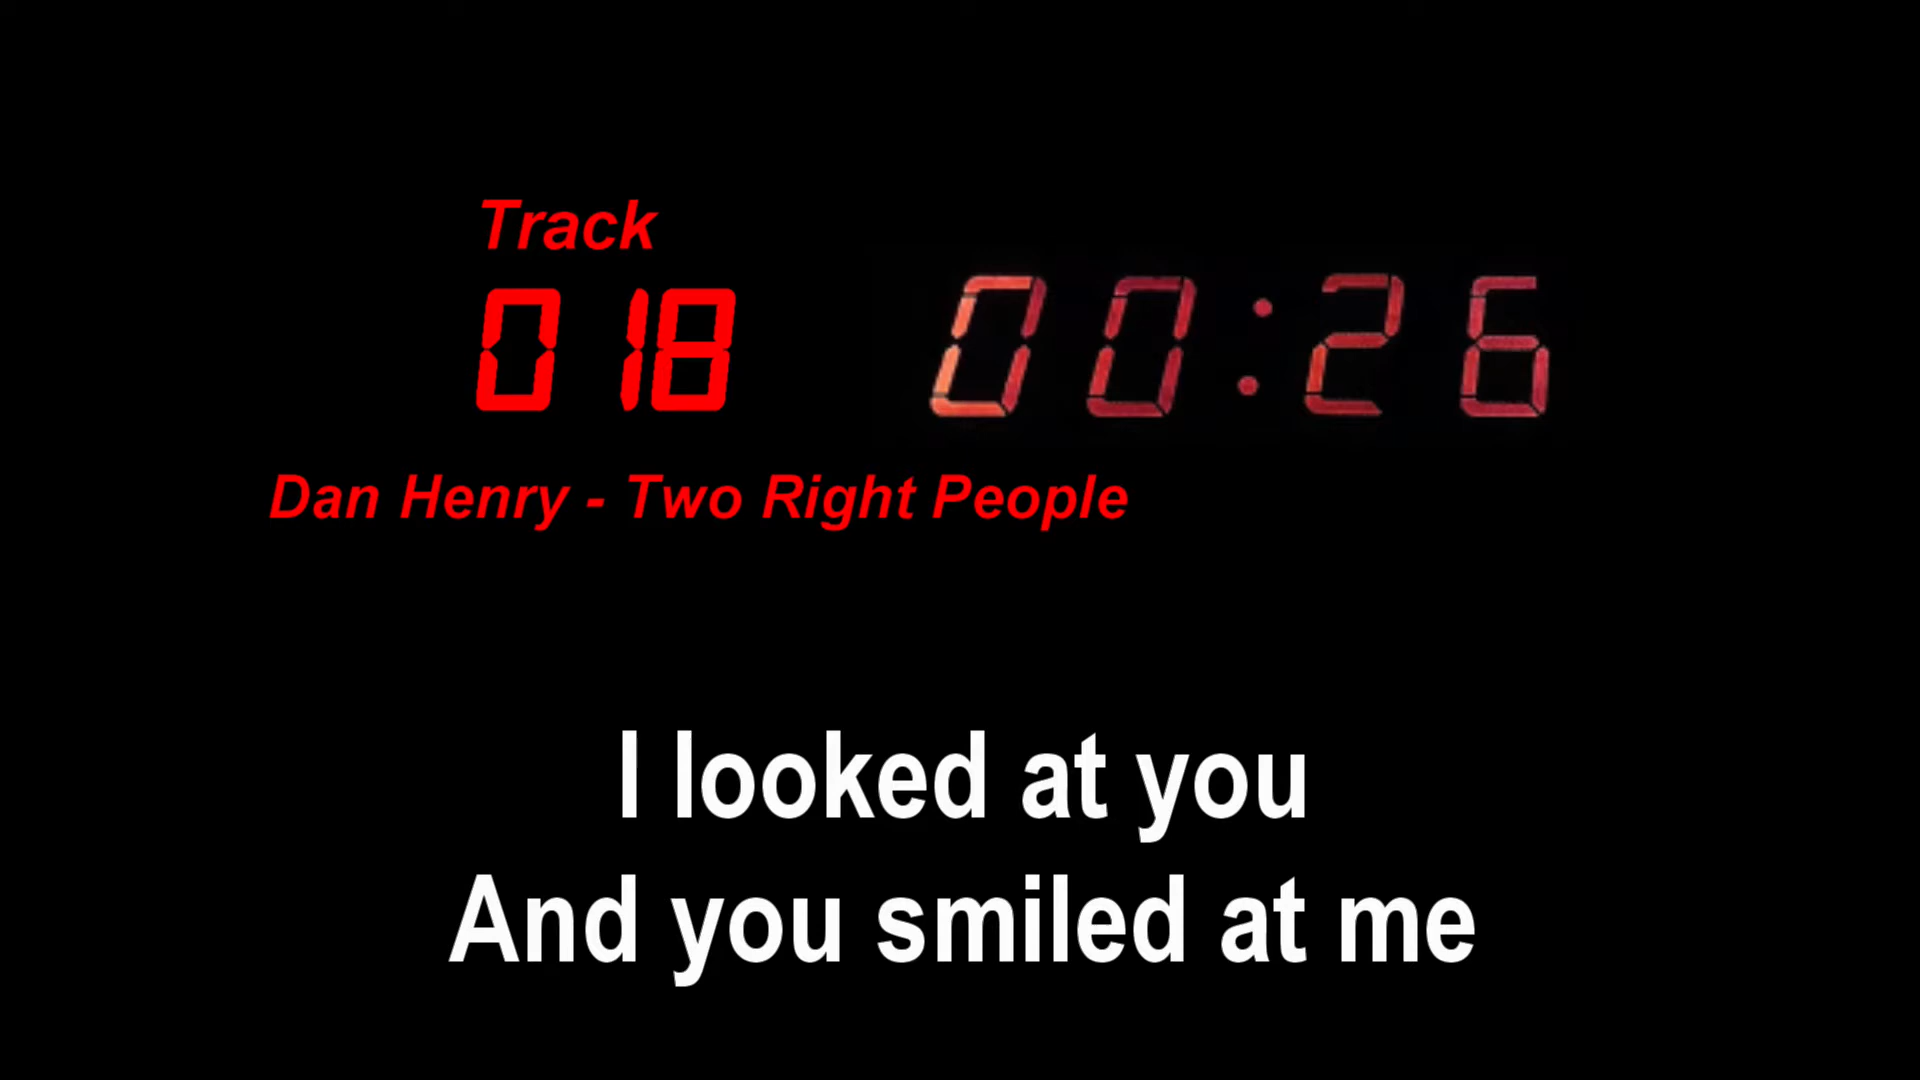 Track
018
00:26
Dan Henry - Two Right People
I looked at you
And you smiled at me